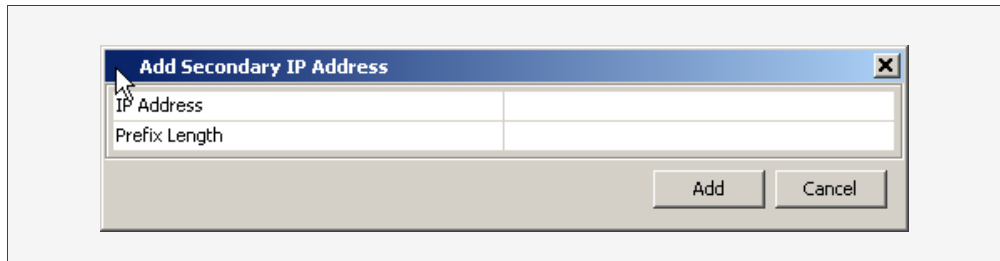 Add Secondary IP Address
IP Address
Prefix Length
Add Cancel